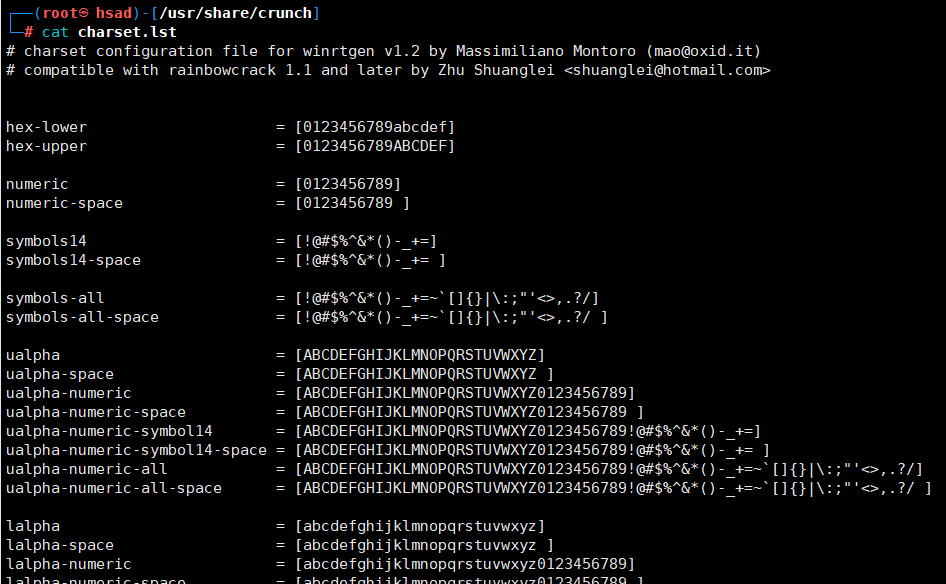 ┌──(root㉿hsad)-[/usr/share/crunch]
└─# cat charset.lst
# charset configuration file for winrtgen v1.2 by Massimiliano Montoro (mao@oxid.it)
# compatible with rainbowcrack 1.1 and later by Zhu Shuanglei <shuanglei@hotmail.com>
hex-lower                     = [0123456789abcdef]
hex-upper                     = [0123456789ABCDEF]
numeric                       = [0123456789]
numeric-space                 = [0123456789 ]
symbols14                     = [!@#$%^&*()-_+=]
symbols14-space               = [!@#$%^&*()-_+= ]
symbols-all                   = [!@#$%^&*()-_+=~`[]{}|\:;"'<>,.?/]
symbols-all-space             = [!@#$%^&*()-_+=~`[]{}|\:;"'<>,.?/ ]
ualpha                        = [ABCDEFGHIJKLMNOPQRSTUVWXYZ]
ualpha-space                  = [ABCDEFGHIJKLMNOPQRSTUVWXYZ ]
ualpha-numeric                = [ABCDEFGHIJKLMNOPQRSTUVWXYZ0123456789]
ualpha-numeric-space          = [ABCDEFGHIJKLMNOPQRSTUVWXYZ0123456789 ]
ualpha-numeric-symbol14       = [ABCDEFGHIJKLMNOPQRSTUVWXYZ0123456789!@#$%^&*()-_+=]
ualpha-numeric-symbol14-space = [ABCDEFGHIJKLMNOPQRSTUVWXYZ0123456789!@#$%^&*()-_+= ]
ualpha-numeric-all            = [ABCDEFGHIJKLMNOPQRSTUVWXYZ0123456789!@#$%^&*()-_+=~`[]{}|\:;"'<>,.?/]
ualpha-numeric-all-space      = [ABCDEFGHIJKLMNOPQRSTUVWXYZ0123456789!@#$%^&*()-_+=~`[]{}|\:;"'<>,.?/ ]
lalpha                        = [abcdefghijklmnopqrstuvwxyz]
lalpha-space                  = [abcdefghijklmnopqrstuvwxyz ]
lalpha-numeric                = [abcdefghijklmnopqrstuvwxyz0123456789]
lalpha-numeric-space          = [abcdefghijklmnopqrstuvwxyz0123456789 ]